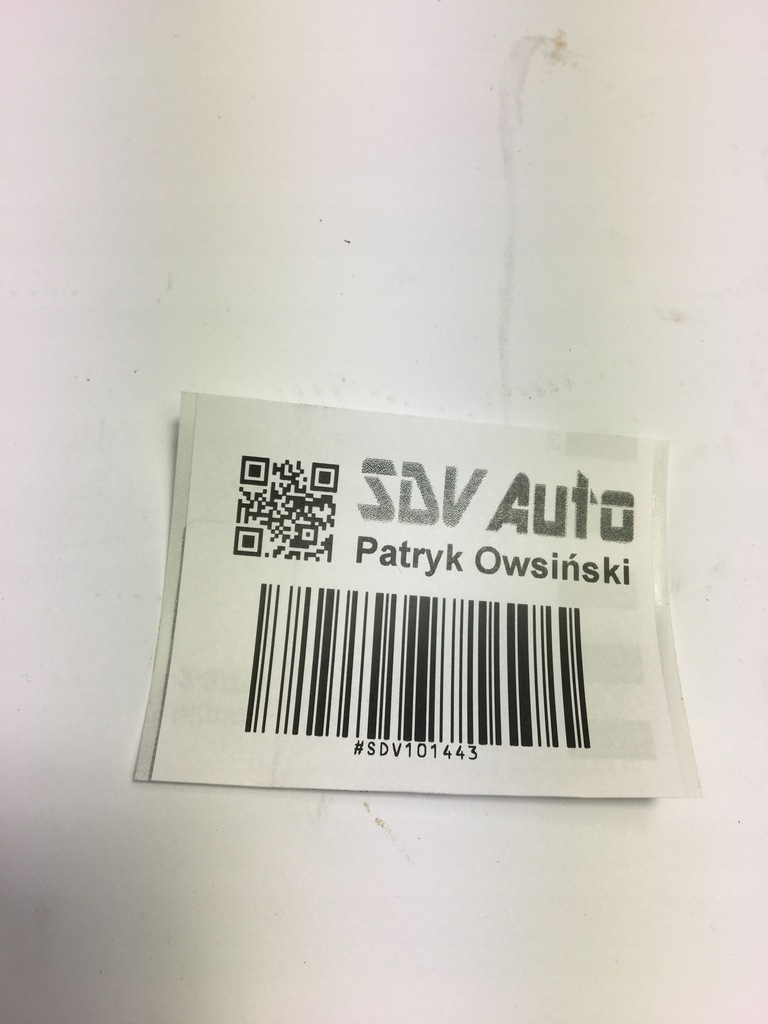 SDV Auto
Patryk Owsiński
#SDV101443